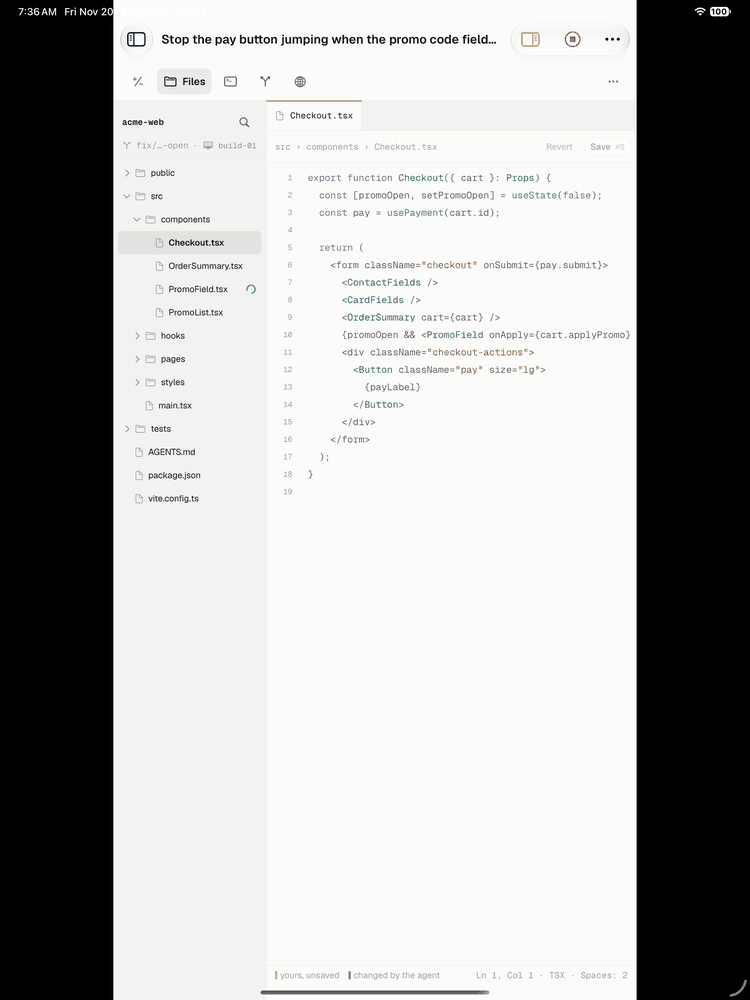 7:36 AM Fri Nov 20
100
Stop the pay button jumping when the promo code field...
Files
acme-web
fix/…-open · build-01
public
src
components
Checkout.tsx
OrderSummary.tsx
PromoField.tsx
PromoList.tsx
hooks
pages
styles
main.tsx
tests
AGENTS.md
package.json
vite.config.ts
Checkout.tsx
src › components › Checkout.tsx
Revert
Save ⌘S
1 export function Checkout({ cart }: Props) {
2 const [promoOpen, setPromoOpen] = useState(false);
3 const pay = usePayment(cart.id);
4
5 return (
6 <form className="checkout" onSubmit={pay.submit}>
7 <ContactFields />
8 <CardFields />
9 <OrderSummary cart={cart} />
10 {promoOpen && <PromoField onApply={cart.applyPromo}
11 <div className="checkout-actions">
12 <Button className="pay" size="lg">
13 {payLabel}
14 </Button>
15 </div>
16 </form>
17 );
18 }
19
yours, unsaved
changed by the agent
Ln 1, Col 1 · TSX · Spaces: 2